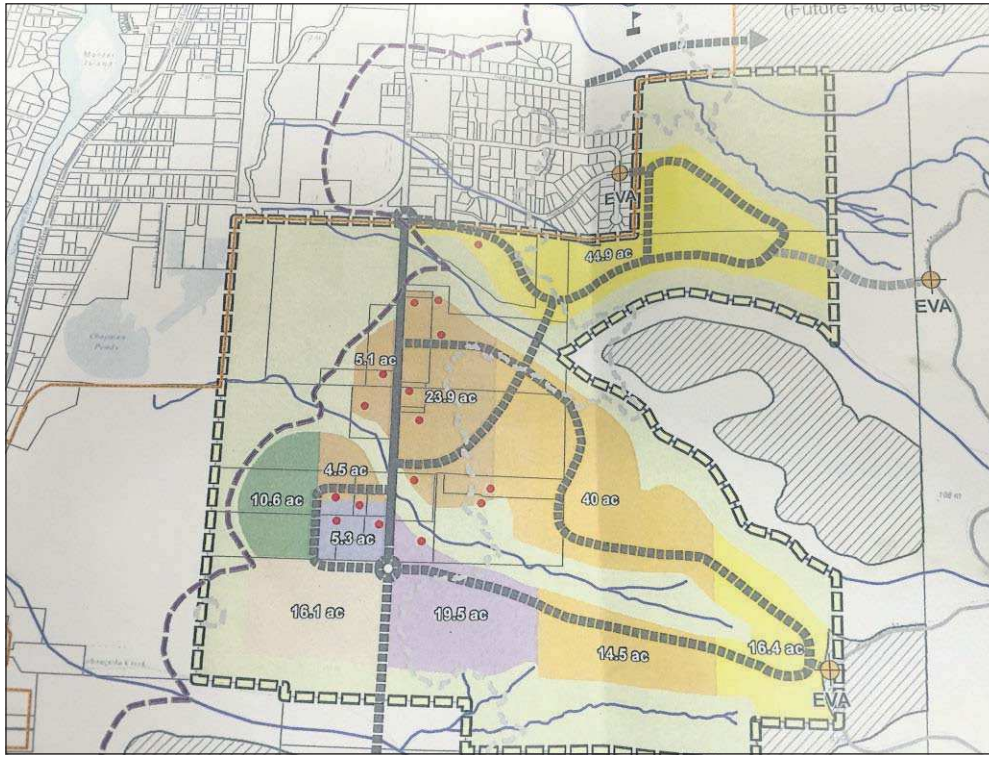 (Future - 40 acres)
EVA
44.9 ac
EVA
Chapman
Ponds
5.1 ac
23.9 ac
4.5 ac
10.6 ac
40 ac
5.3 ac
16.1 ac
19.5 ac
14.5 ac
16.4 ac
EVA